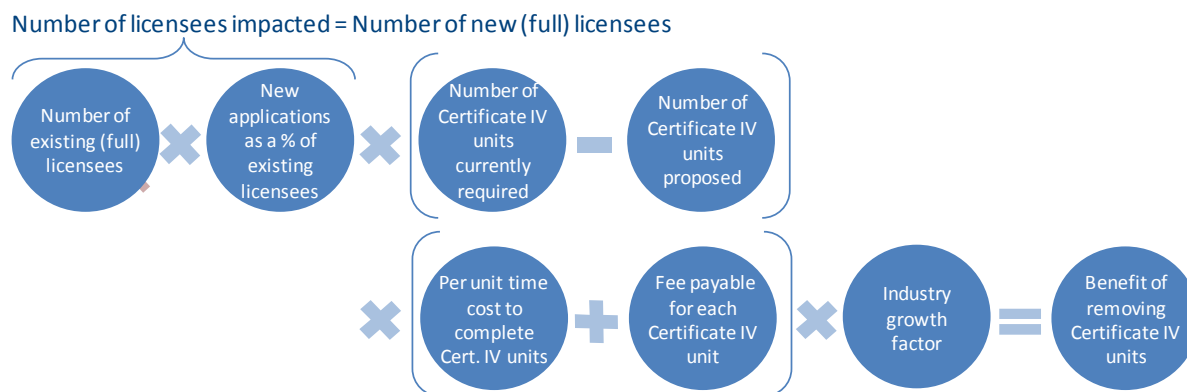 Number of licensees impacted = Number of new (full) licensees
Number of
existing (full)
licensees
New
applications
as a % of
existing
licensees
Number of
Certificate IV
units
currently
required
Number of
Certificate IV
units
proposed
Per unit time
cost to
complete
Cert. IV units
Fee payable
for each
Certificate IV
unit
Industry
growth
factor
Benefit of
removing
Certificate IV
units